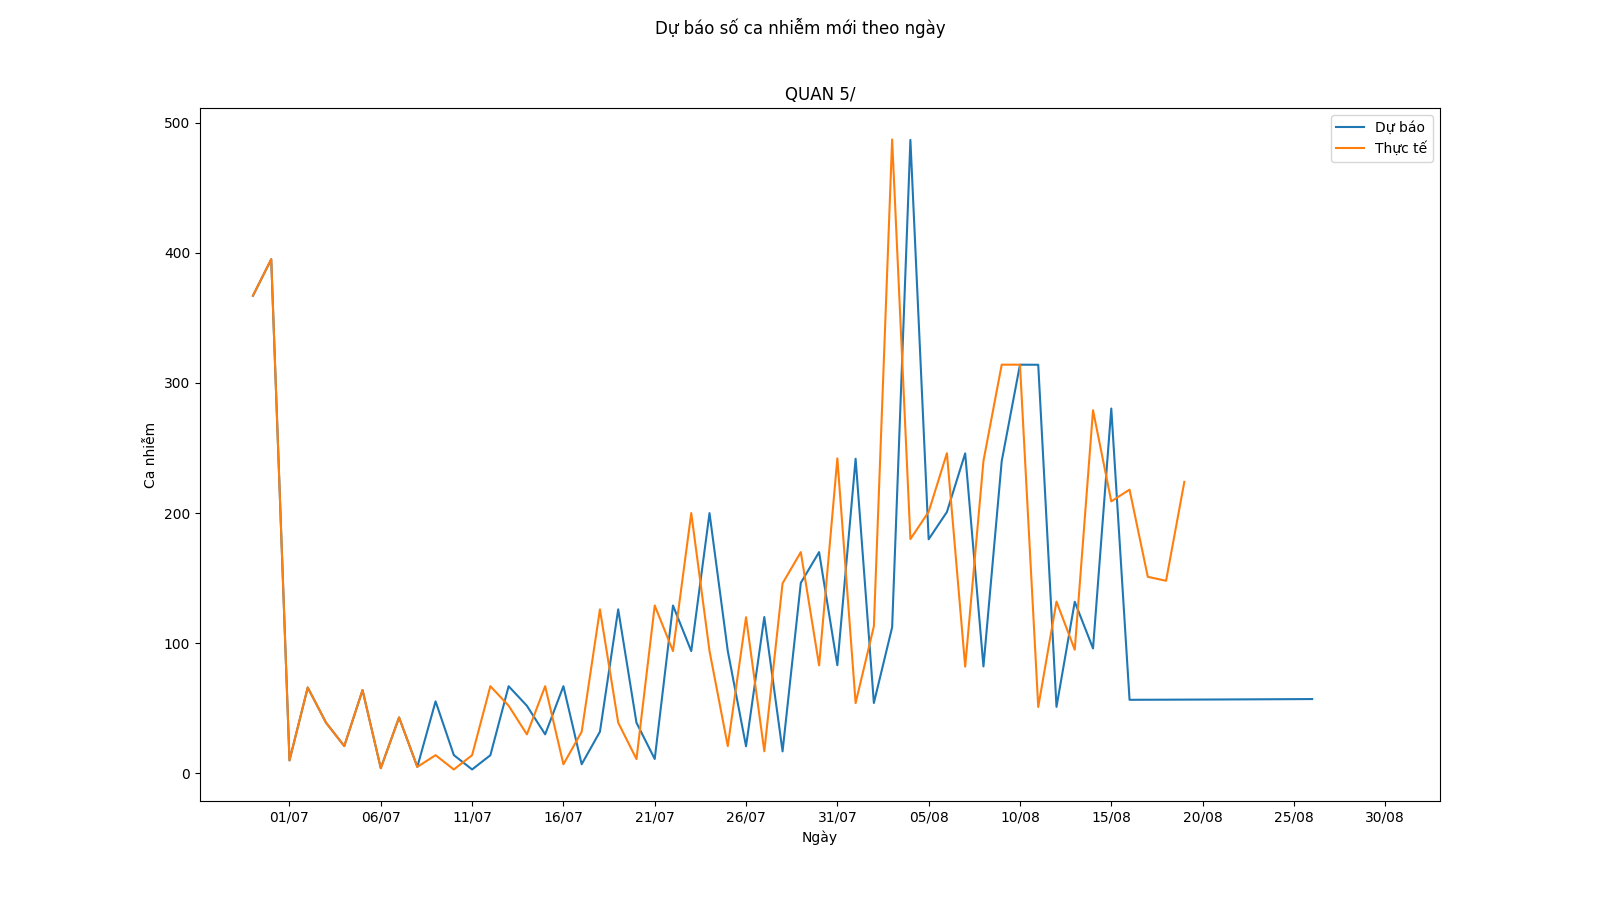 Dự báo số ca nhiễm mới theo ngày
QUAN 5/
Dự báo
Thực tế
500
400
300
200
100
0
Ca nhiễm
01/07 06/07 11/07 16/07 21/07 26/07 31/07 05/08 10/08 15/08 20/08 25/08 30/08
Ngày